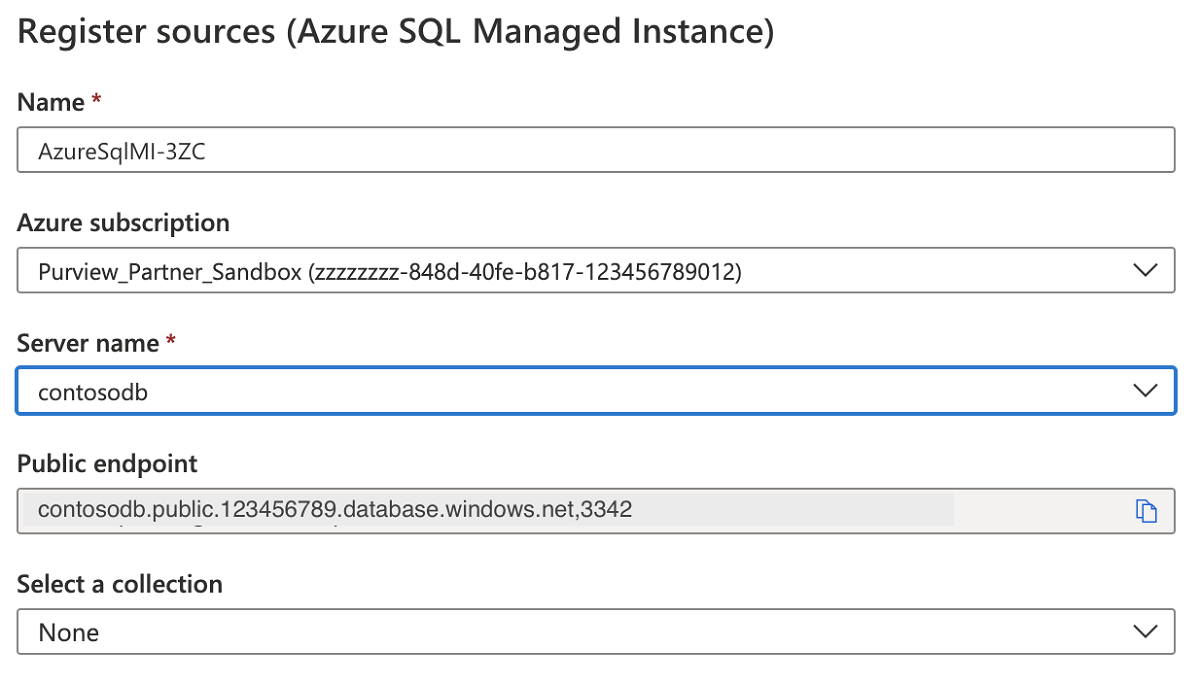 Register sources (Azure SQL Managed Instance)
Name *
AzureSqlMI-3ZC
Azure subscription
Purview_Partner_Sandbox (zzzzzzzz-848d-40fe-b817-123456789012)
Server name *
contosodb
Public endpoint
contosodb.public.123456789.database.windows.net,3342
Select a collection
None